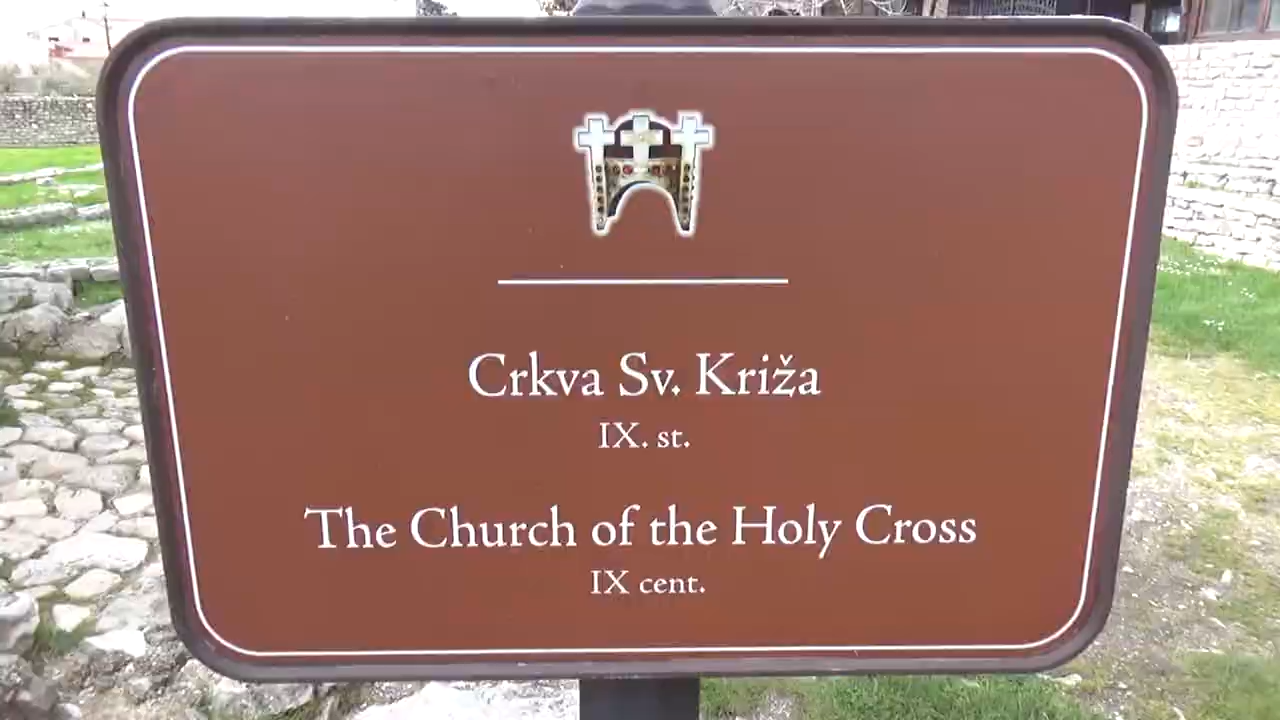 Crkva Sv. Križa
IX. st.
The Church of the Holy Cross
IX cent.